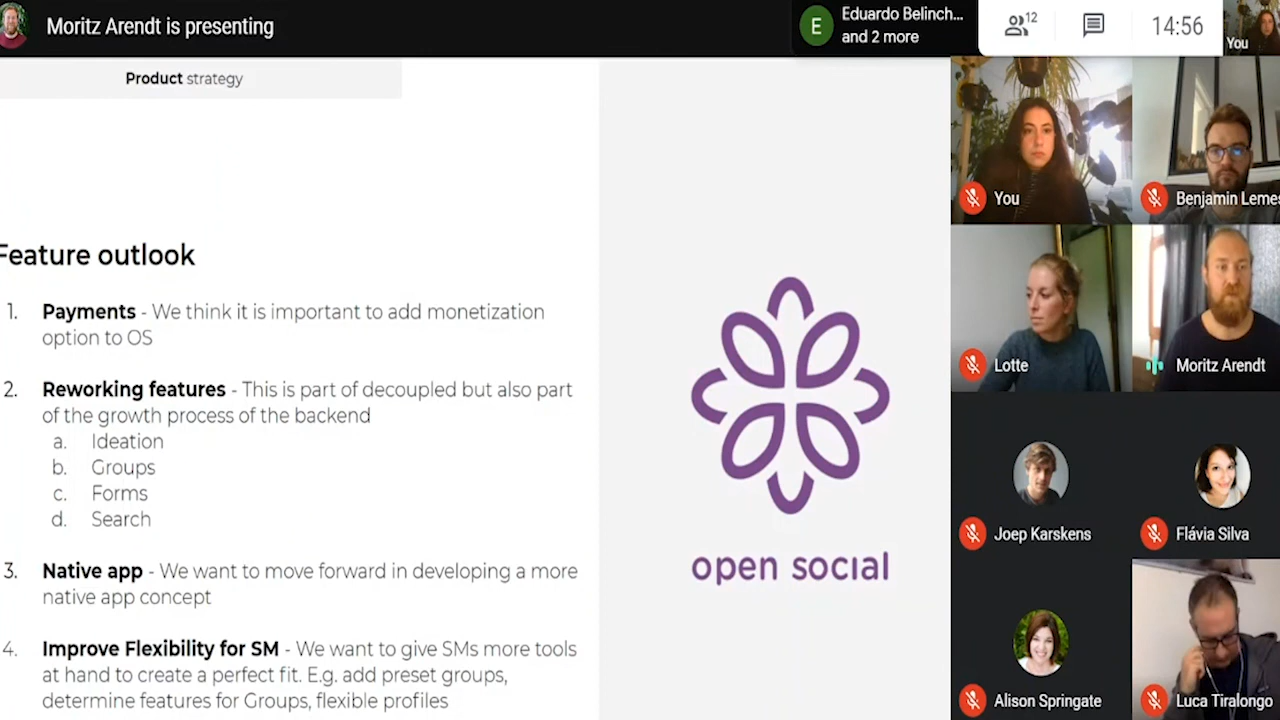 Moritz Arendt is presenting
E
Eduardo Belinch...
and 2 more
12
14:56
You
Product strategy
Feature outlook
1. Payments - We think it is important to add monetization
option to OS
2. Reworking features - This is part of decoupled but also part
of the growth process of the backend
a. Ideation
b. Groups
c. Forms
d. Search
3. Native app - We want to move forward in developing a more
native app concept
4. Improve Flexibility for SM - We want to give SMs more tools
at hand to create a perfect fit. E.g. add preset groups,
determine features for Groups, flexible profiles
open social
You
Benjamin Lemes
Lotte
Moritz Arendt
Joep Karskens
Flávia Silva
Alison Springate
Luca Tiralongo